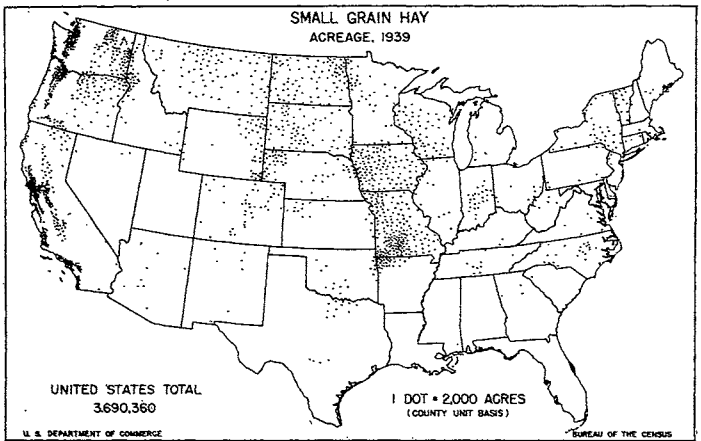 SMALL GRAIN HAY
ACREAGE, 1939
UNITED STATES TOTAL
3,690,360
1 DOT = 2,000 ACRES
(COUNTY UNIT BASIS)
U. S. DEPARTMENT OF COMMERCE
BUREAU OF THE CENSUS